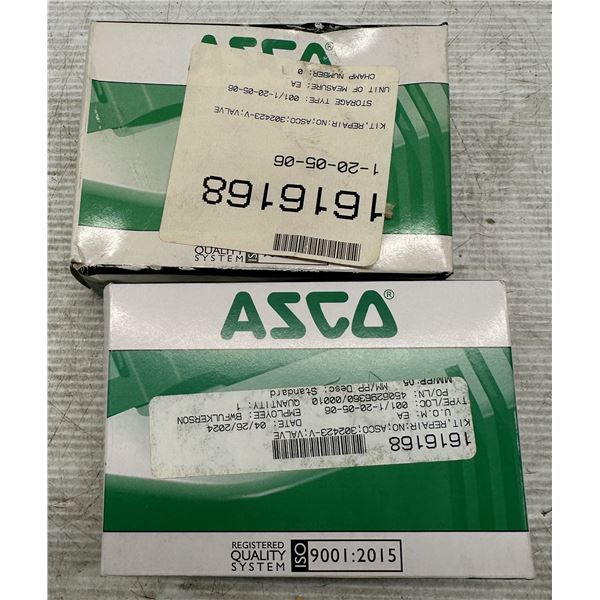 ASCO
1616168
1-20-05-06
KIT,REPAIR:NO;ASCO;302423-V;VALVE
STORAGE TYPE: 001/1-20-05-06
UNIT OF MEASURE: EA
CHAMP NUMBER: 0
QUALITY
SYSTEM
ASCO®
1616168
KIT,REPAIR:NO;ASCO;302423-V;VALVE
U.O.M: EA DATE: 04/26/2024
TYPE/LOC: 001/1-20-05-06 EMPLOYEE: BWFULKERSON
PO/LN: 4506296360/00010 QUANTITY: 1
MM/PP: 05 MM/PP Desc: Standard
REGISTERED
QUALITY
SYSTEM
ISO 9001:2015